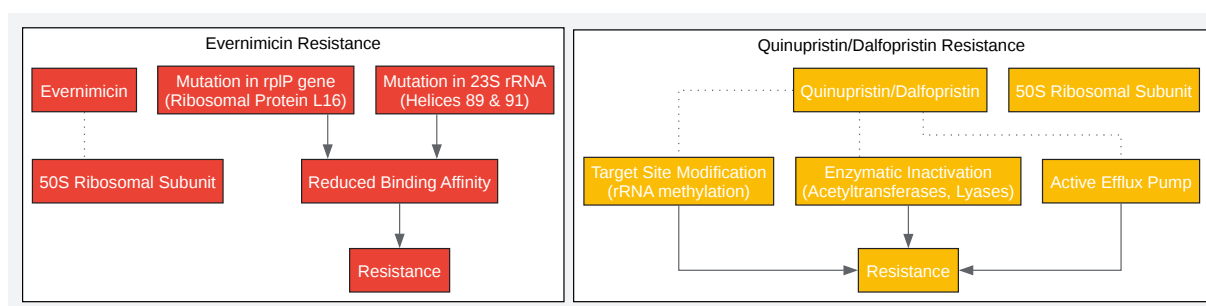 Evernimicin Resistance
Evernimicin
Mutation in rplP gene
(Ribosomal Protein L16)
Mutation in 23S rRNA
(Helices 89 & 91)
50S Ribosomal Subunit
Reduced Binding Affinity
Resistance
Quinupristin/Dalfopristin Resistance
Quinupristin/Dalfopristin
50S Ribosomal Subunit
Target Site Modification
(rRNA methylation)
Enzymatic Inactivation
(Acetyltransferases, Lyases)
Active Efflux Pump
Resistance